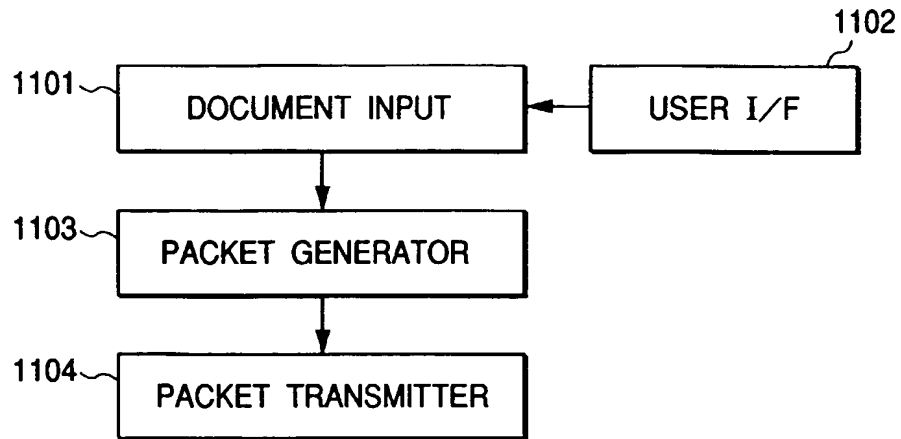 1102
1101
DOCUMENT INPUT
USER I/F
1103
PACKET GENERATOR
1104
PACKET TRANSMITTER